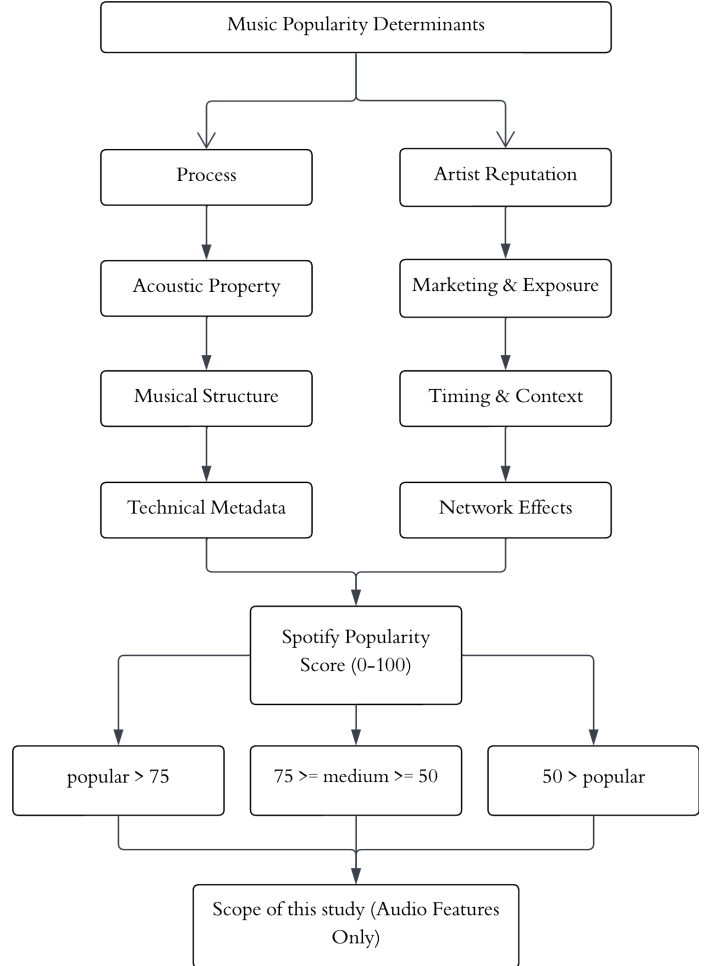 Music Popularity Determinants
Process
Artist Reputation
Acoustic Property
Marketing & Exposure
Musical Structure
Timing & Context
Technical Metadata
Network Effects
Spotify Popularity
Score (0-100)
popular > 75
75 >= medium >= 50
50 > popular
Scope of this study (Audio Features
Only)